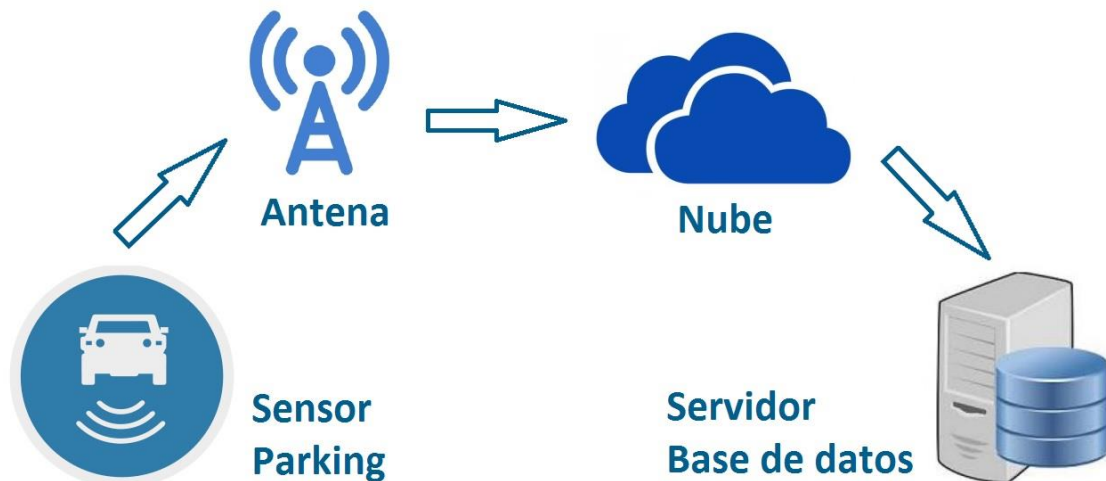 Antena
Nube
Sensor
Parking
Servidor
Base de datos